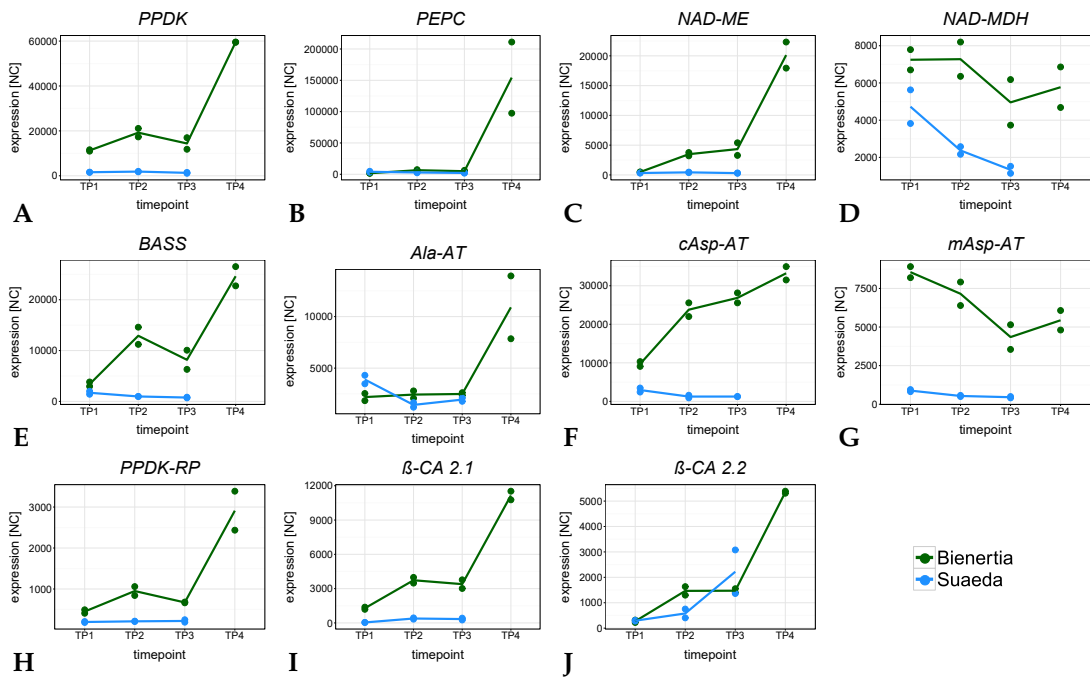 PPDK
PEPC
NAD-ME
NAD-MDH
expression [NC]
60000
40000
20000
0
TP1 TP2 TP3 TP4
timepoint
A
expression [NC]
200000
150000
100000
50000
0
TP1 TP2 TP3 TP4
timepoint
B
expression [NC]
20000
15000
10000
5000
0
TP1 TP2 TP3 TP4
timepoint
C
expression [NC]
8000
6000
4000
2000
TP1 TP2 TP3 TP4
timepoint
D
BASS
Ala-AT
cAsp-AT
mAsp-AT
expression [NC]
20000
10000
0
TP1 TP2 TP3 TP4
timepoint
E
expression [NC]
10000
5000
TP1 TP2 TP3 TP4
timepoint
expression [NC]
30000
20000
10000
0
TP1 TP2 TP3 TP4
timepoint
F
expression [NC]
7500
5000
2500
0
TP1 TP2 TP3 TP4
timepoint
G
PPDK-RP
ß-CA 2.1
ß-CA 2.2
expression [NC]
3000
2000
1000
TP1 TP2 TP3 TP4
timepoint
H
expression [NC]
12000
9000
6000
3000
0
TP1 TP2 TP3 TP4
timepoint
I
expression [NC]
5000
4000
3000
2000
1000
0
TP1 TP2 TP3 TP4
timepoint
J
Bienertia
Suaeda